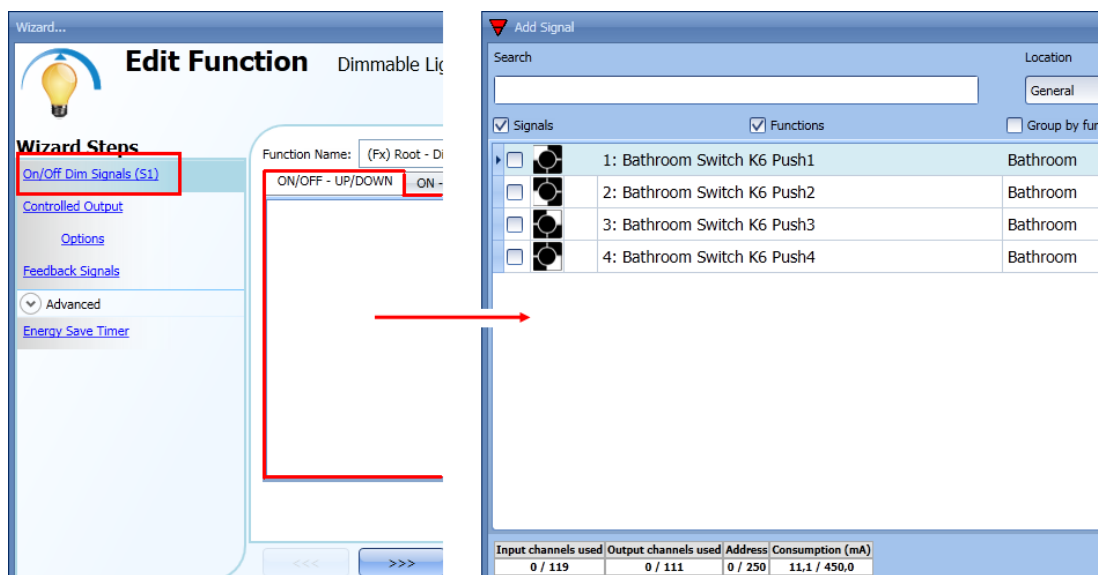 Wizard...
Edit Function Dimmable Lig
Wizard Steps
On/Off Dim Signals (S1)
Controlled Output
Options
Feedback Signals
Advanced
Energy Save Timer
Function Name: (Fx) Root - Di
ON/OFF - UP/DOWN ON -
<<< >>>
Add Signal
Search Location
General
Signals Functions Group by fun
1: Bathroom Switch K6 Push1 Bathroom
2: Bathroom Switch K6 Push2 Bathroom
3: Bathroom Switch K6 Push3 Bathroom
4: Bathroom Switch K6 Push4 Bathroom
Input channels used Output channels used Address Consumption (mA)
0 / 119 0 / 111 0 / 250 11,1 / 450,0